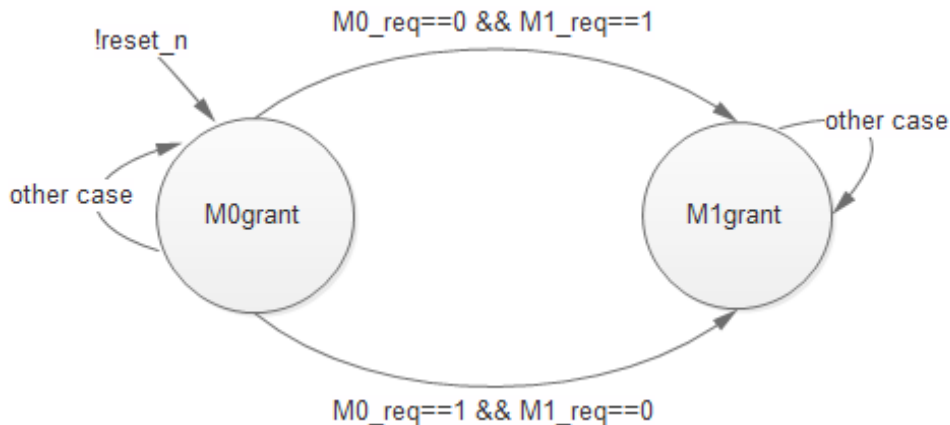 M0_req==0 && M1_req==1
!reset_n
other case
other case
M0grant
M1grant
M0_req==1 && M1_req==0